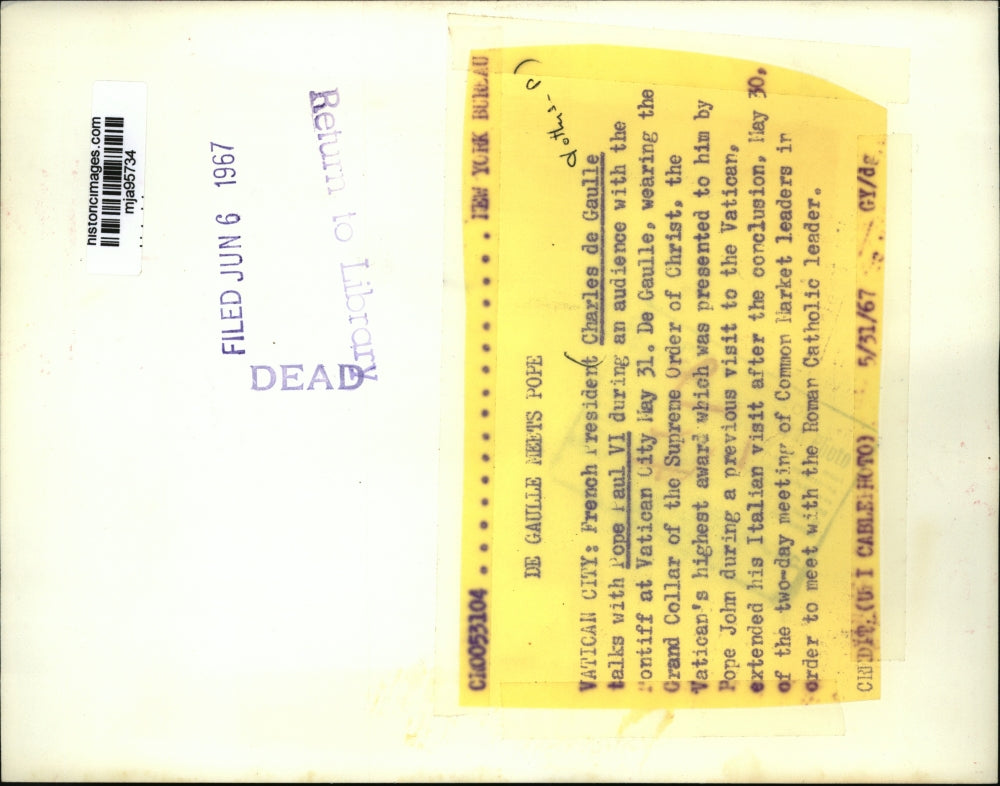 historicimages.com
mja95734
FILED JUN 6 1967
Return to Library
DEAD
CKO053104 . . . . . . . . . . . . . . . . . NEW YORK BUREAU
DE GAULLE MEETS POPE
VATICAN CITY: French President Charles de Gaulle
talks with Pope Paul VI during an audience with the
Pontiff at Vatican City May 31. De Gaulle, wearing the
Grand Collar of the Supreme Order of Christ, the
Vatican's highest award which was presented to him by
Pope John during a previous visit to the Vatican,
extended his Italian visit after the conclusion, May 30,
of the two-day meeting of Common Market leaders in
order to meet with the Roman Catholic leader.
CREDIT: (UPI CABLEPHOTO) 5/31/67 GY/dg